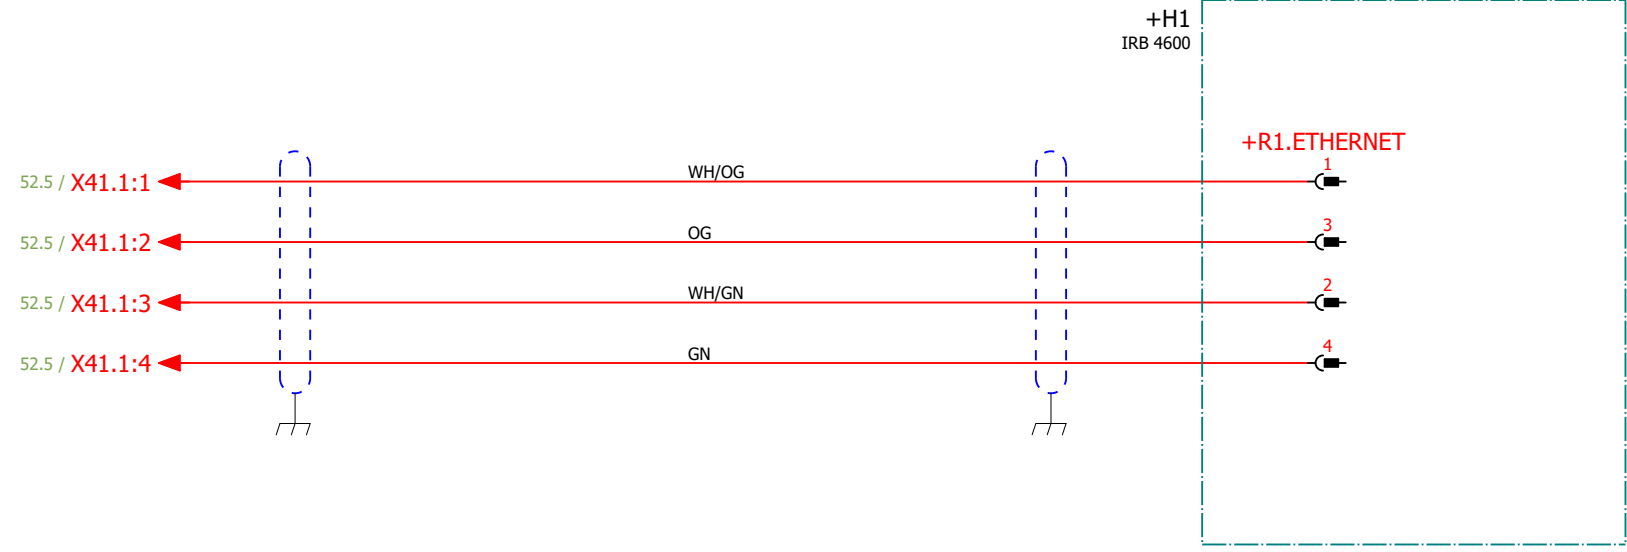 +H1
IRB 4600
+R1.ETHERNET
52.5 / X41.1:1 WH/OG 1
52.5 / X41.1:2 OG 3
52.5 / X41.1:3 WH/GN 2
52.5 / X41.1:4 GN 4